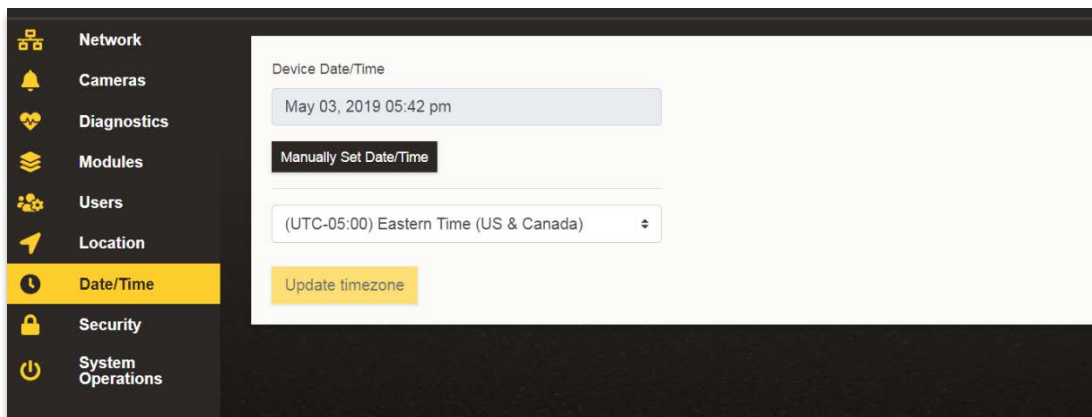 Network
Cameras
Diagnostics
Modules
Users
Location
Date/Time
Security
System
Operations
Device Date/Time
May 03, 2019 05:42 pm
Manually Set Date/Time
(UTC-05:00) Eastern Time (US & Canada)
Update timezone